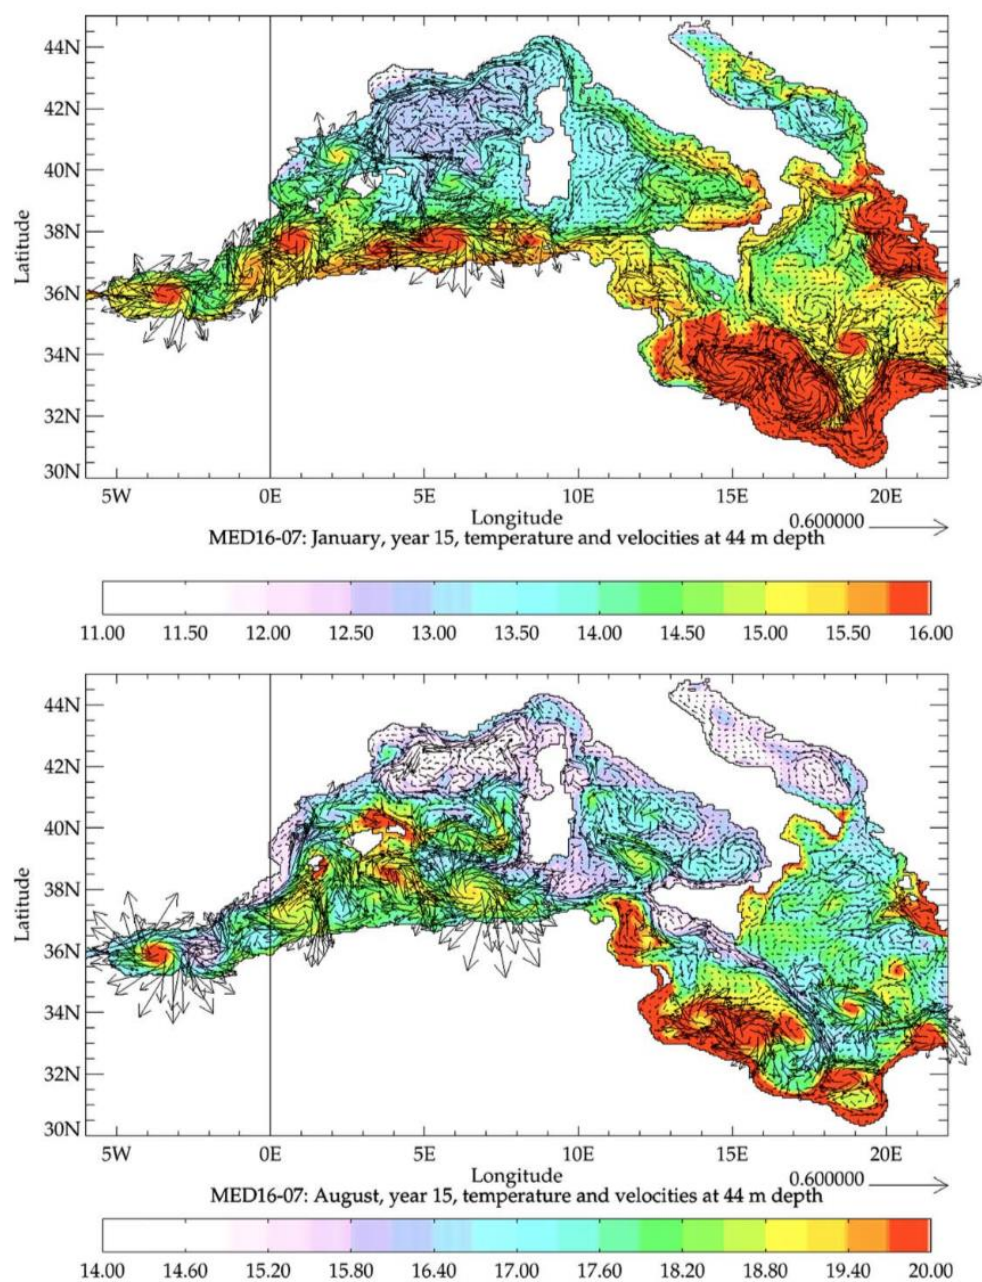 44N
42N
40N
38N
36N
34N
32N
30N
Latitude
5W 0E 5E 10E 15E 20E
Longitude
0.600000
MED16-07: January, year 15, temperature and velocities at 44 m depth
11.00 11.50 12.00 12.50 13.00 13.50 14.00 14.50 15.00 15.50 16.00
44N
42N
40N
38N
36N
34N
32N
30N
Latitude
5W 0E 5E 10E 15E 20E
Longitude
0.600000
MED16-07: August, year 15, temperature and velocities at 44 m depth
14.00 14.60 15.20 15.80 16.40 17.00 17.60 18.20 18.80 19.40 20.00